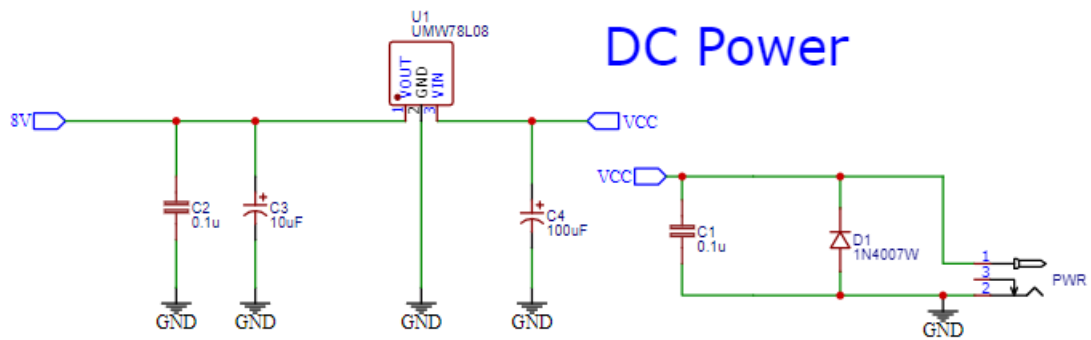 U1
UMW78L08
DC Power
VOUT
GND
VIN
1
2
3
8V
VCC
C2
0.1u
C3
10uF
C4
100uF
GND
GND
GND
GND
VCC
C1
0.1u
D1
1N4007W
1
3
2
PWR
GND